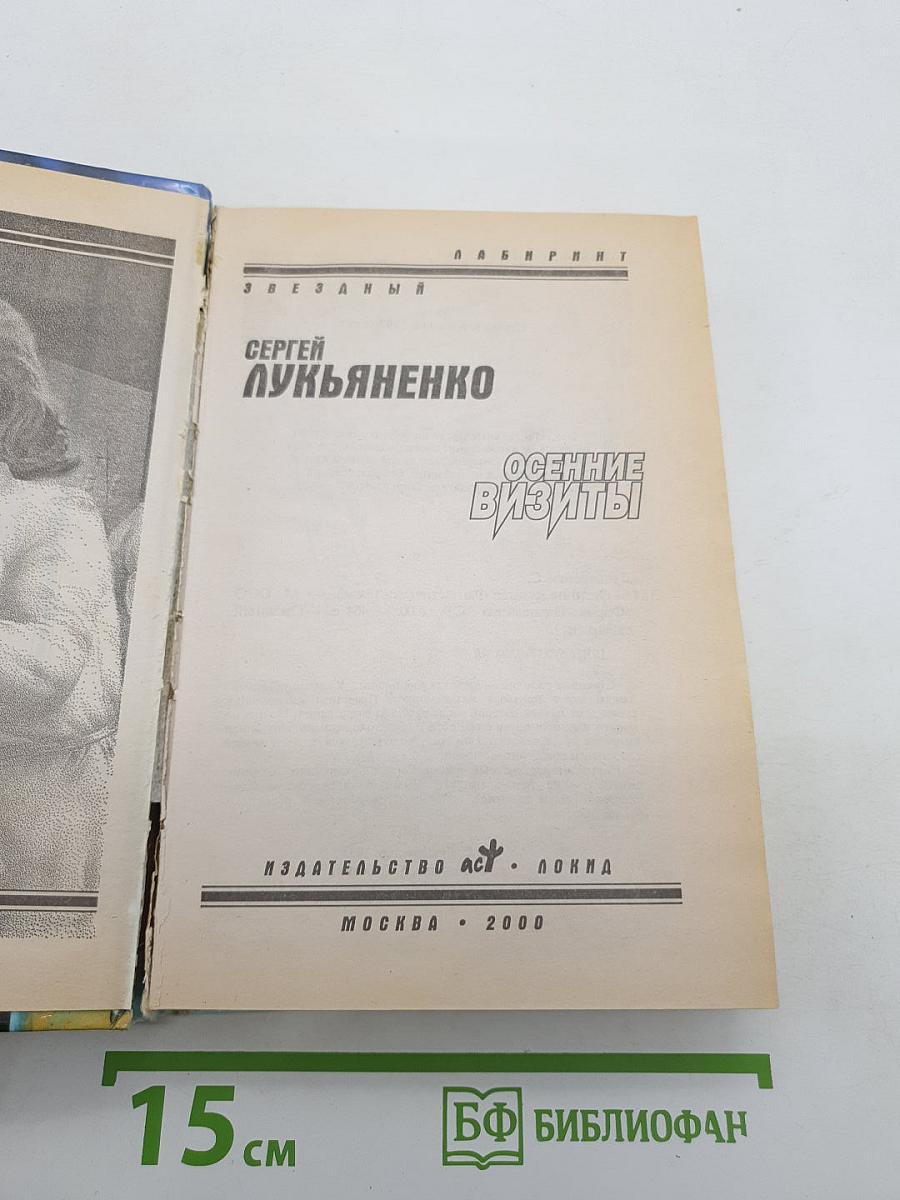 ЛАБИРИНТ
ЗВЕЗДНЫЙ
СЕРГЕЙ
ЛУКЬЯНЕНКО
ОСЕННИЕ
ВИЗИТЫ
ИЗДАТЕЛЬСТВО аст • ЛОКИД
МОСКВА • 2000
15 см
БФ БИБЛИОФАН